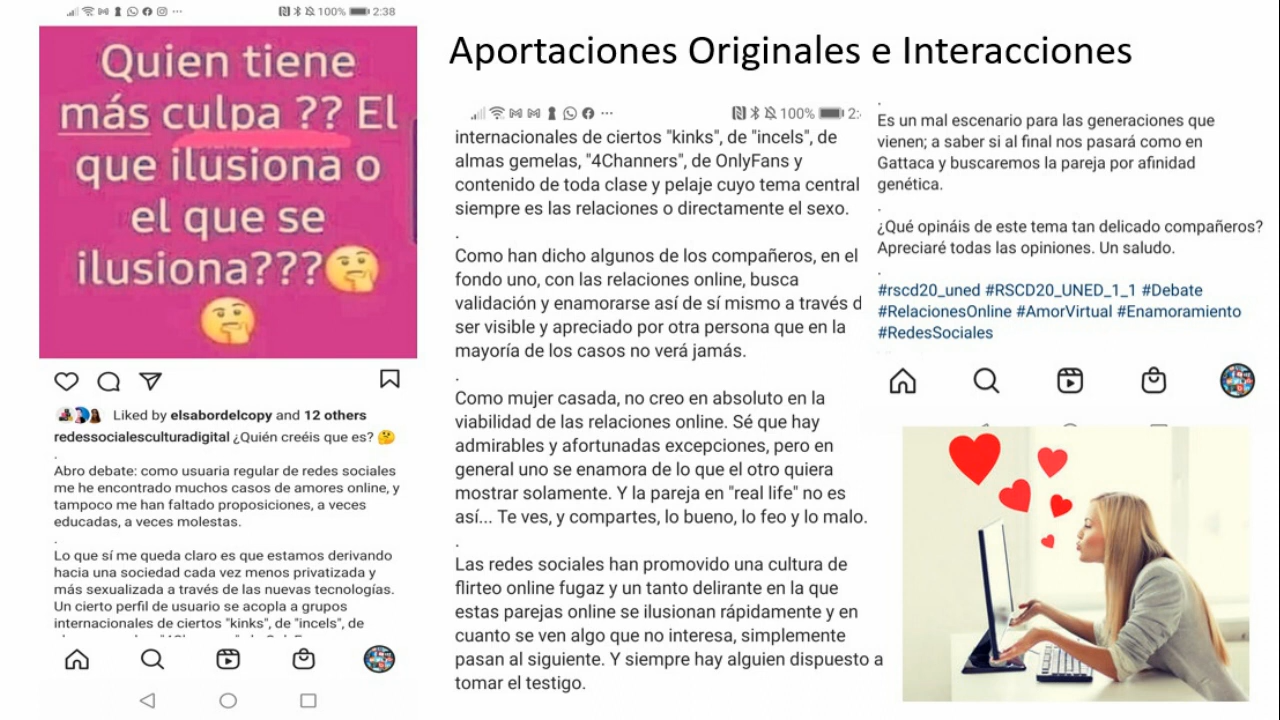 Aportaciones Originales e Interacciones
100% 2:38
Quien tiene
más culpa ?? El
que ilusiona o
el que se
ilusiona???🤔
🤔
Liked by elsabordelcopy and 12 others
redessocialesculturadigital ¿Quién creéis que es? 🤔
.
Abro debate: como usuaria regular de redes sociales
me he encontrado muchos casos de amores online, y
tampoco me han faltado proposiciones, a veces
educadas, a veces molestas.
.
Lo que sí me queda claro es que estamos derivando
hacia una sociedad cada vez menos privatizada y
más sexualizada a través de las nuevas tecnologías.
Un cierto perfil de usuario se acopla a grupos
internacionales de ciertos "kinks", de "incels", de
100% 2:
internacionales de ciertos "kinks", de "incels", de
almas gemelas, "4Channers", de OnlyFans y
contenido de toda clase y pelaje cuyo tema central
siempre es las relaciones o directamente el sexo.
.
Como han dicho algunos de los compañeros, en el
fondo uno, con las relaciones online, busca
validación y enamorarse así de sí mismo a través d
ser visible y apreciado por otra persona que en la
mayoría de los casos no verá jamás.
.
Como mujer casada, no creo en absoluto en la
viabilidad de las relaciones online. Sé que hay
admirables y afortunadas excepciones, pero en
general uno se enamora de lo que el otro quiera
mostrar solamente. Y la pareja en "real life" no es
así... Te ves, y compartes, lo bueno, lo feo y lo malo.
.
Las redes sociales han promovido una cultura de
flirteo online fugaz y un tanto delirante en la que
estas parejas online se ilusionan rápidamente y en
cuanto se ven algo que no interesa, simplemente
pasan al siguiente. Y siempre hay alguien dispuesto a
tomar el testigo.
.
Es un mal escenario para las generaciones que
vienen; a saber si al final nos pasará como en
Gattaca y buscaremos la pareja por afinidad
genética.
.
¿Qué opináis de este tema tan delicado compañeros?
Apreciaré todas las opiniones. Un saludo.
.
#rscd20_uned #RSCD20_UNED_1_1 #Debate
#RelacionesOnline #AmorVirtual #Enamoramiento
#RedesSociales